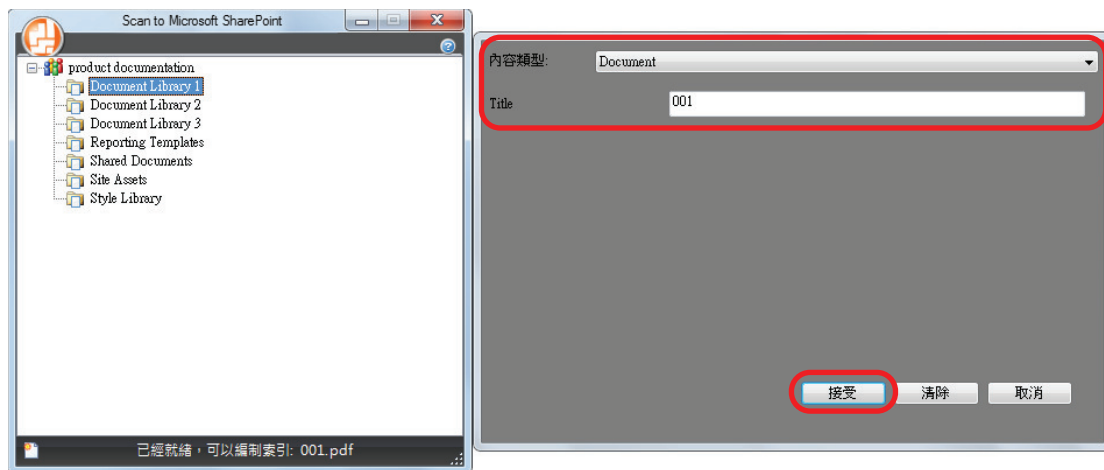 Scan to Microsoft SharePoint
product documentation
Document Library 1
Document Library 2
Document Library 3
Reporting Templates
Shared Documents
Site Assets
Style Library
已經就緒，可以編制索引: 001.pdf
內容類型: Document
Title 001
接受 清除 取消